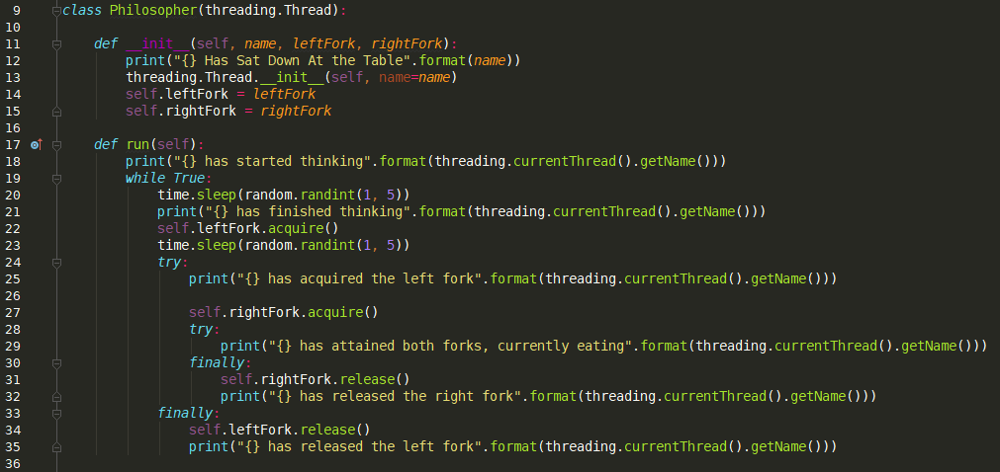 9 class Philosopher(threading.Thread):
10
11     def __init__(self, name, leftFork, rightFork):
12         print("{} Has Sat Down At the Table".format(name))
13         threading.Thread.__init__(self, name=name)
14         self.leftFork = leftFork
15         self.rightFork = rightFork
16
17     def run(self):
18         print("{} has started thinking".format(threading.currentThread().getName()))
19         while True:
20             time.sleep(random.randint(1, 5))
21             print("{} has finished thinking".format(threading.currentThread().getName()))
22             self.leftFork.acquire()
23             time.sleep(random.randint(1, 5))
24             try:
25                 print("{} has acquired the left fork".format(threading.currentThread().getName()))
26
27                 self.rightFork.acquire()
28                 try:
29                     print("{} has attained both forks, currently eating".format(threading.currentThread().getName()))
30                 finally:
31                     self.rightFork.release()
32                     print("{} has released the right fork".format(threading.currentThread().getName()))
33             finally:
34                 self.leftFork.release()
35                 print("{} has released the left fork".format(threading.currentThread().getName()))
36